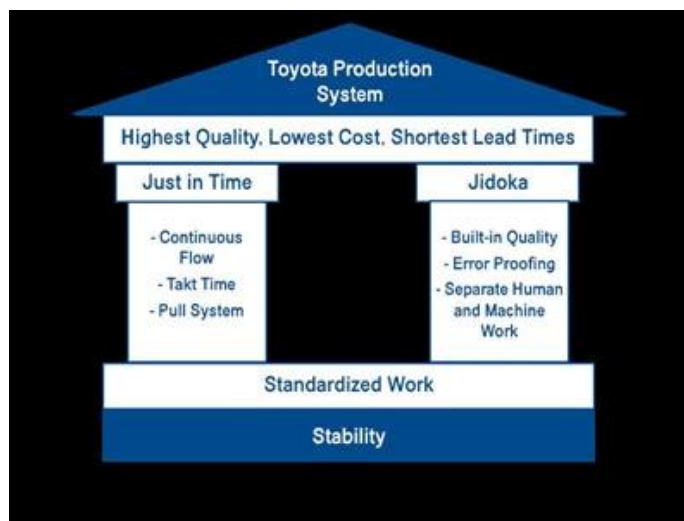 Toyota Production
System
Highest Quality, Lowest Cost, Shortest Lead Times
Just in Time
- Continuous
Flow
- Takt Time
- Pull System
Jidoka
- Built-in Quality
- Error Proofing
- Separate Human
and Machine
Work
Standardized Work
Stability